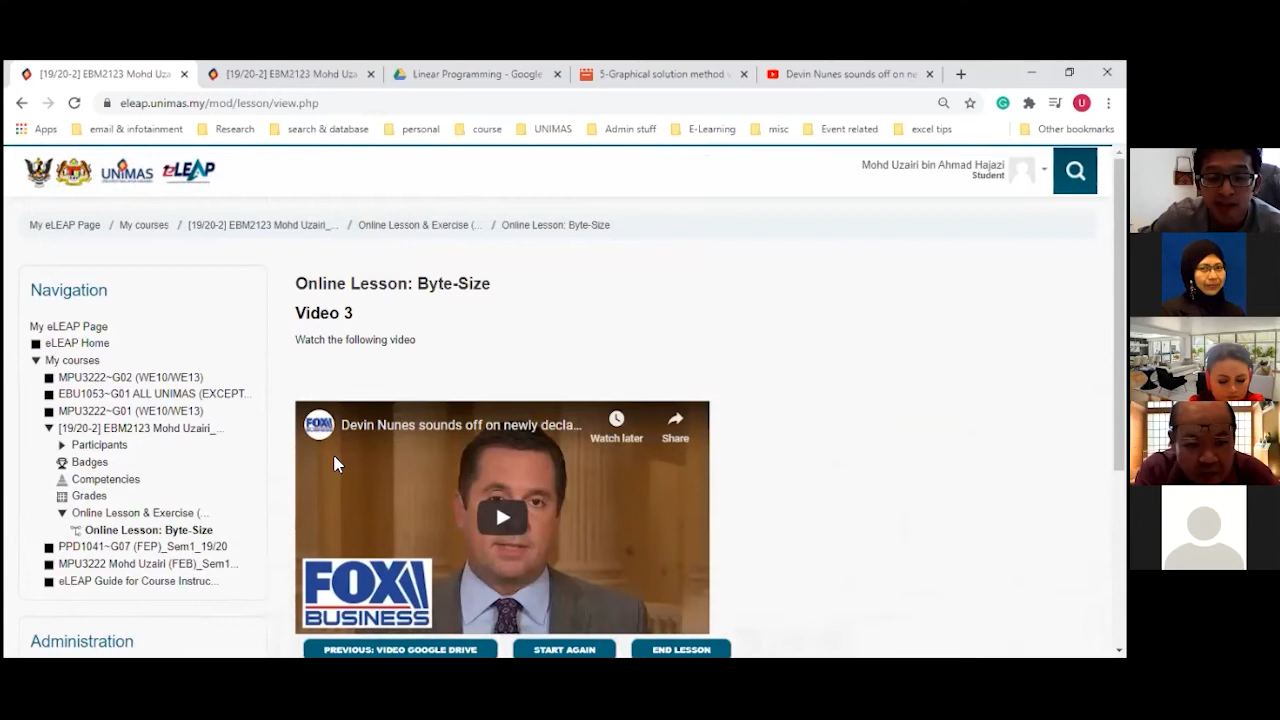 [19/20-2] EBM2123 Mohd Uza
[19/20-2] EBM2123 Mohd Uza
Linear Programming - Google
5-Graphical solution method
Devin Nunes sounds off on ne
eleap.unimas.my/mod/lesson/view.php
U
Apps
email & infotainment
Research
search & database
personal
course
UNIMAS
Admin stuff
E-Learning
misc
Event related
excel tips
Other bookmarks
UNIMAS
eLEAP
Mohd Uzairi bin Ahmad Hajazi
Student
My eLEAP Page / My courses / [19/20-2] EBM2123 Mohd Uzairi_... / Online Lesson & Exercise (... / Online Lesson: Byte-Size
Navigation
My eLEAP Page
eLEAP Home
My courses
MPU3222~G02 (WE10/WE13)
EBU1053~G01 ALL UNIMAS (EXCEPT...
MPU3222~G01 (WE10/WE13)
[19/20-2] EBM2123 Mohd Uzairi_...
Participants
Badges
Competencies
Grades
Online Lesson & Exercise (...
Online Lesson: Byte-Size
PPD1041~G07 (FEP)_Sem1_19/20
MPU3222 Mohd Uzairi (FEB)_Sem1...
eLEAP Guide for Course Instruc...
Administration
Online Lesson: Byte-Size
Video 3
Watch the following video
FOX
Devin Nunes sounds off on newly decla...
Watch later
Share
FOX
BUSINESS
PREVIOUS: VIDEO GOOGLE DRIVE
START AGAIN
END LESSON